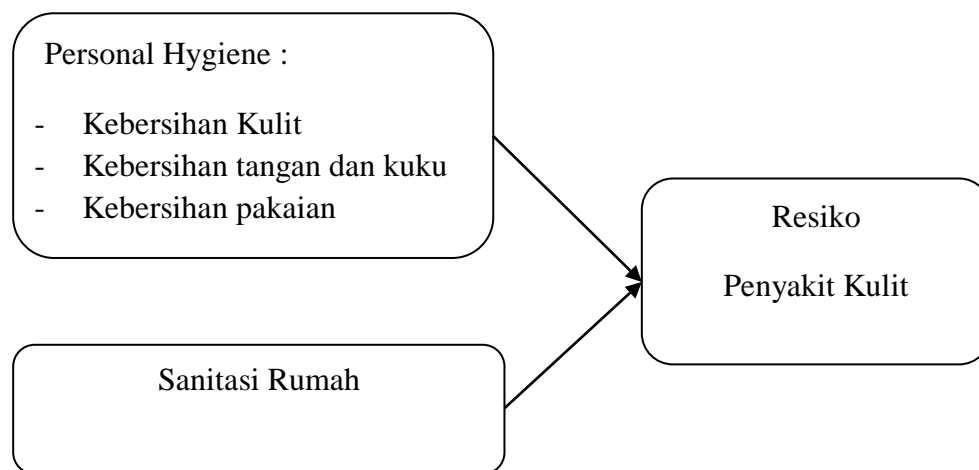 Personal Hygiene :
- Kebersihan Kulit
- Kebersihan tangan dan kuku
- Kebersihan pakaian
Resiko
Penyakit Kulit
Sanitasi Rumah